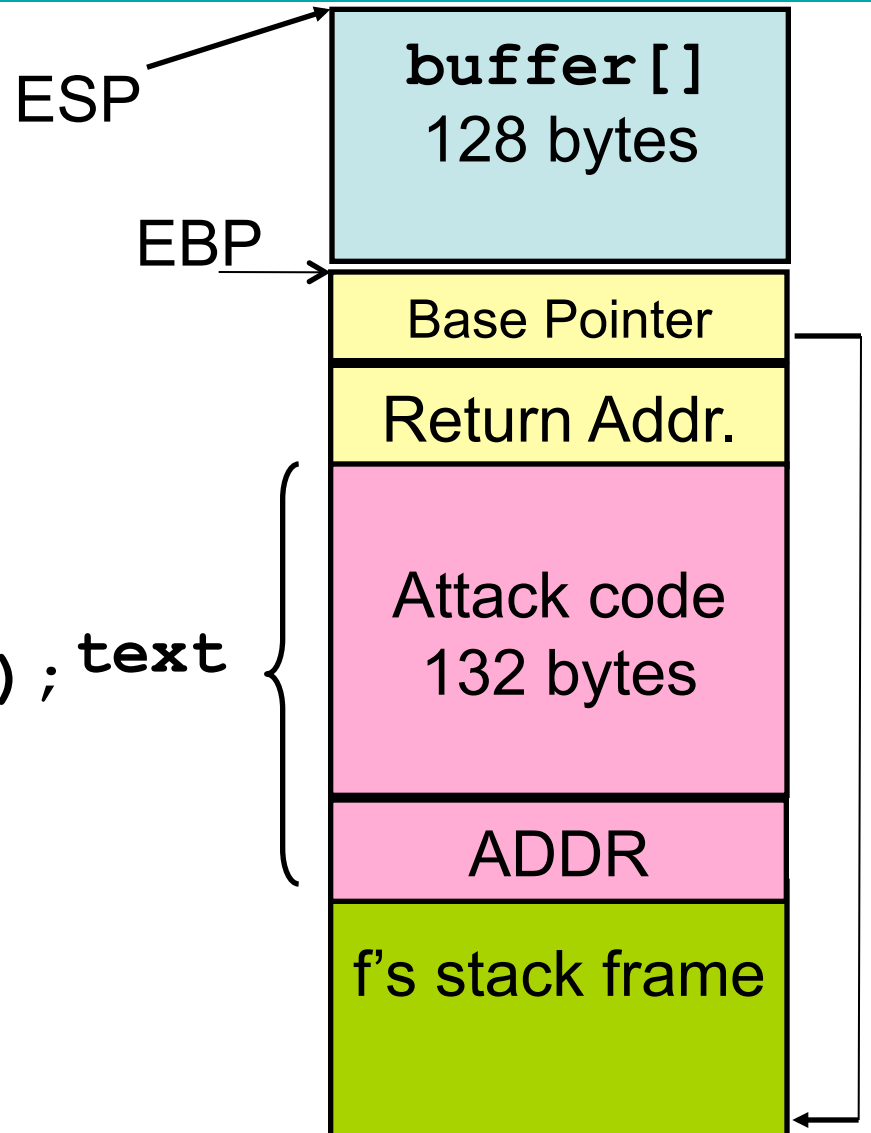 buffer[]
128 bytes
ESP
EBP
Base Pointer
Return Addr.
Attack code
132 bytes
); text
ADDR
f’s stack frame